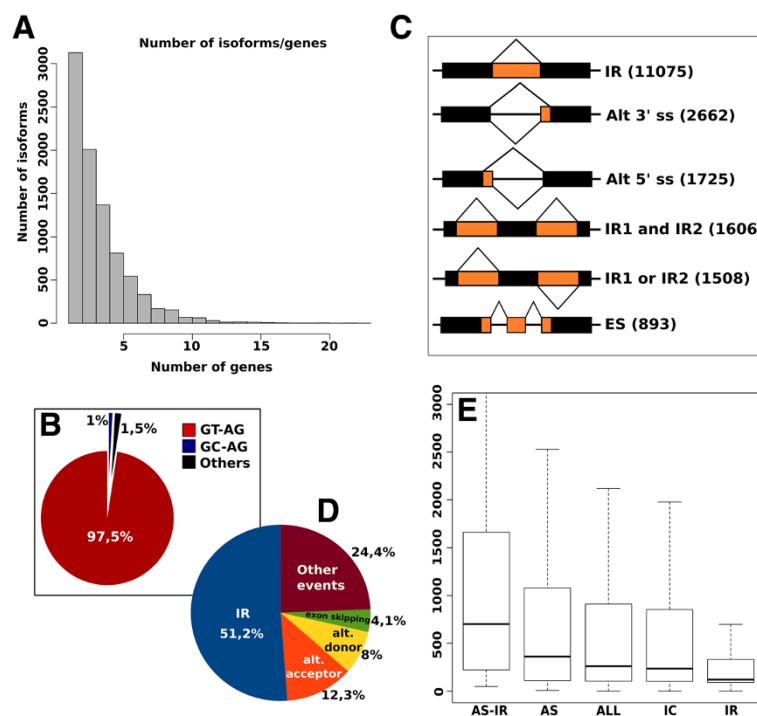 A
Number of isoforms/genes
Number of isoforms
0
500
1000
1500
2000
2500
3000
5
10
15
20
Number of genes
C
IR (11075)
Alt 3' ss (2662)
Alt 5' ss (1725)
IR1 and IR2 (1606
IR1 or IR2 (1508)
ES (893)
B
1%
1,5%
97,5%
GT-AG
GC-AG
Others
D
24,4%
Other
events
exon skipping
4,1%
alt.
donor
8%
alt.
acceptor
12,3%
IR
51,2%
E
0
500
1000
1500
2000
2500
3000
AS-IR
AS
ALL
IC
IR